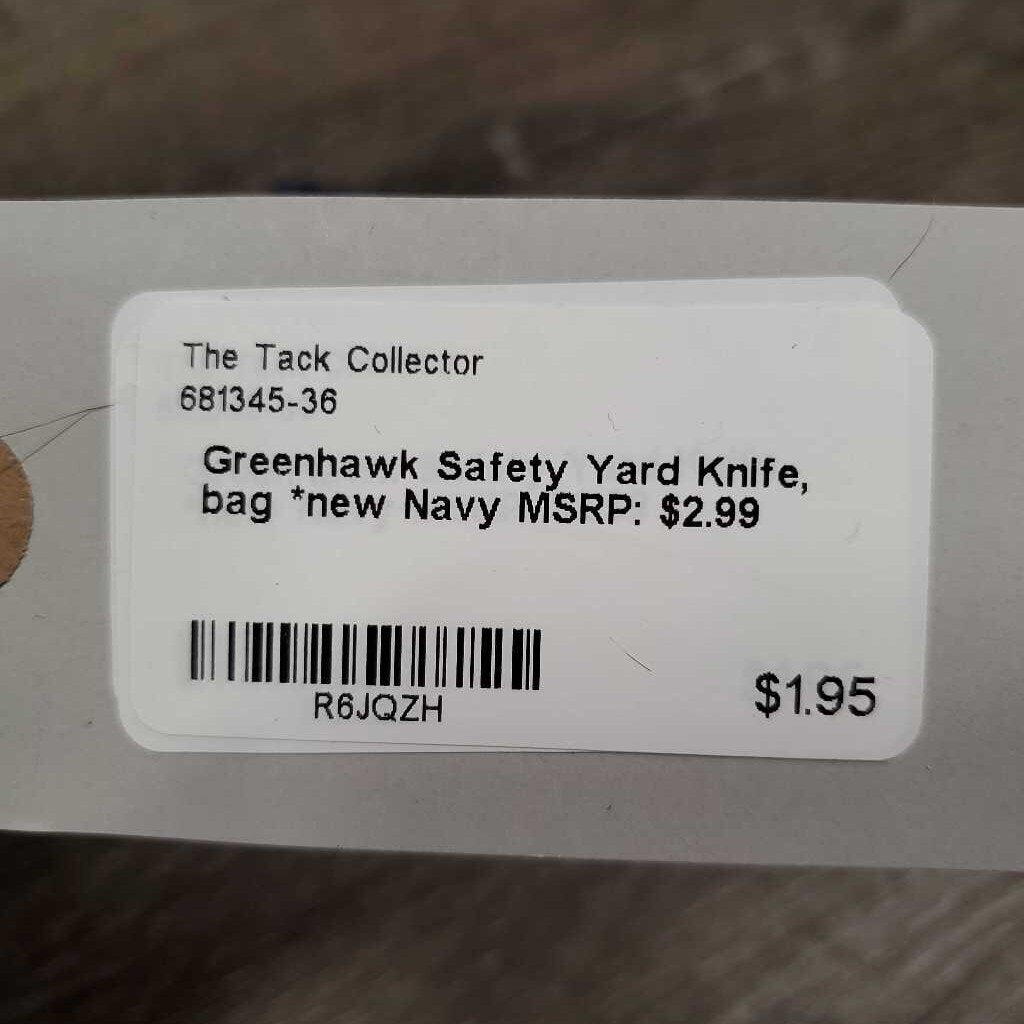 The Tack Collector
681345-36
Greenhawk Safety Yard Knife,
bag *new Navy MSRP: $2.99
R6JQZH
$1.95